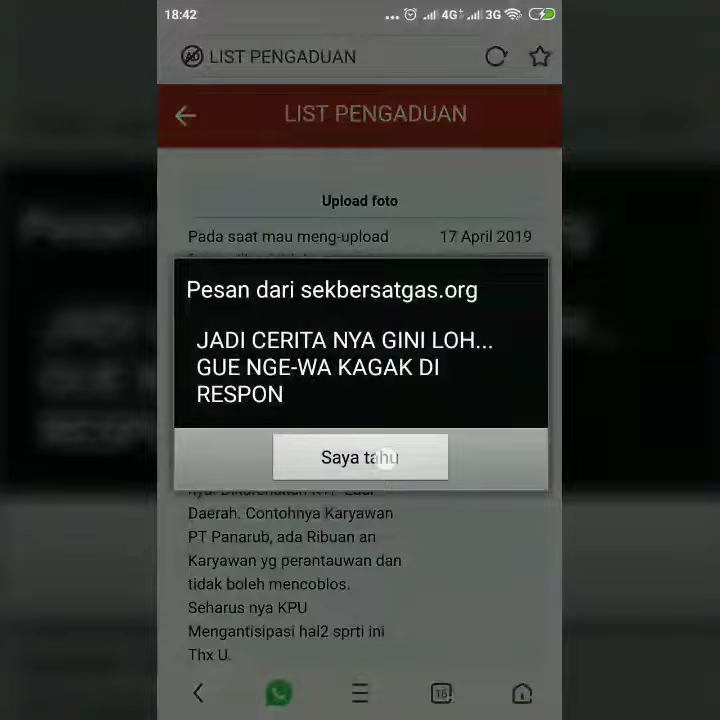 18:42
4G
3G
LIST PENGADUAN
LIST PENGADUAN
Upload foto
Pada saat mau meng-upload 17 April 2019
Pesan dari sekbersatgas.org
JADI CERITA NYA GINI LOH...
GUE NGE-WA KAGAK DI
RESPON
Saya tahu
Daerah. Contohnya Karyawan
PT Panarub, ada Ribuan an
Karyawan yg perantauwan dan
tidak boleh mencoblos.
Seharus nya KPU
Mengantisipasi hal2 sprti ini
Thx U.
16